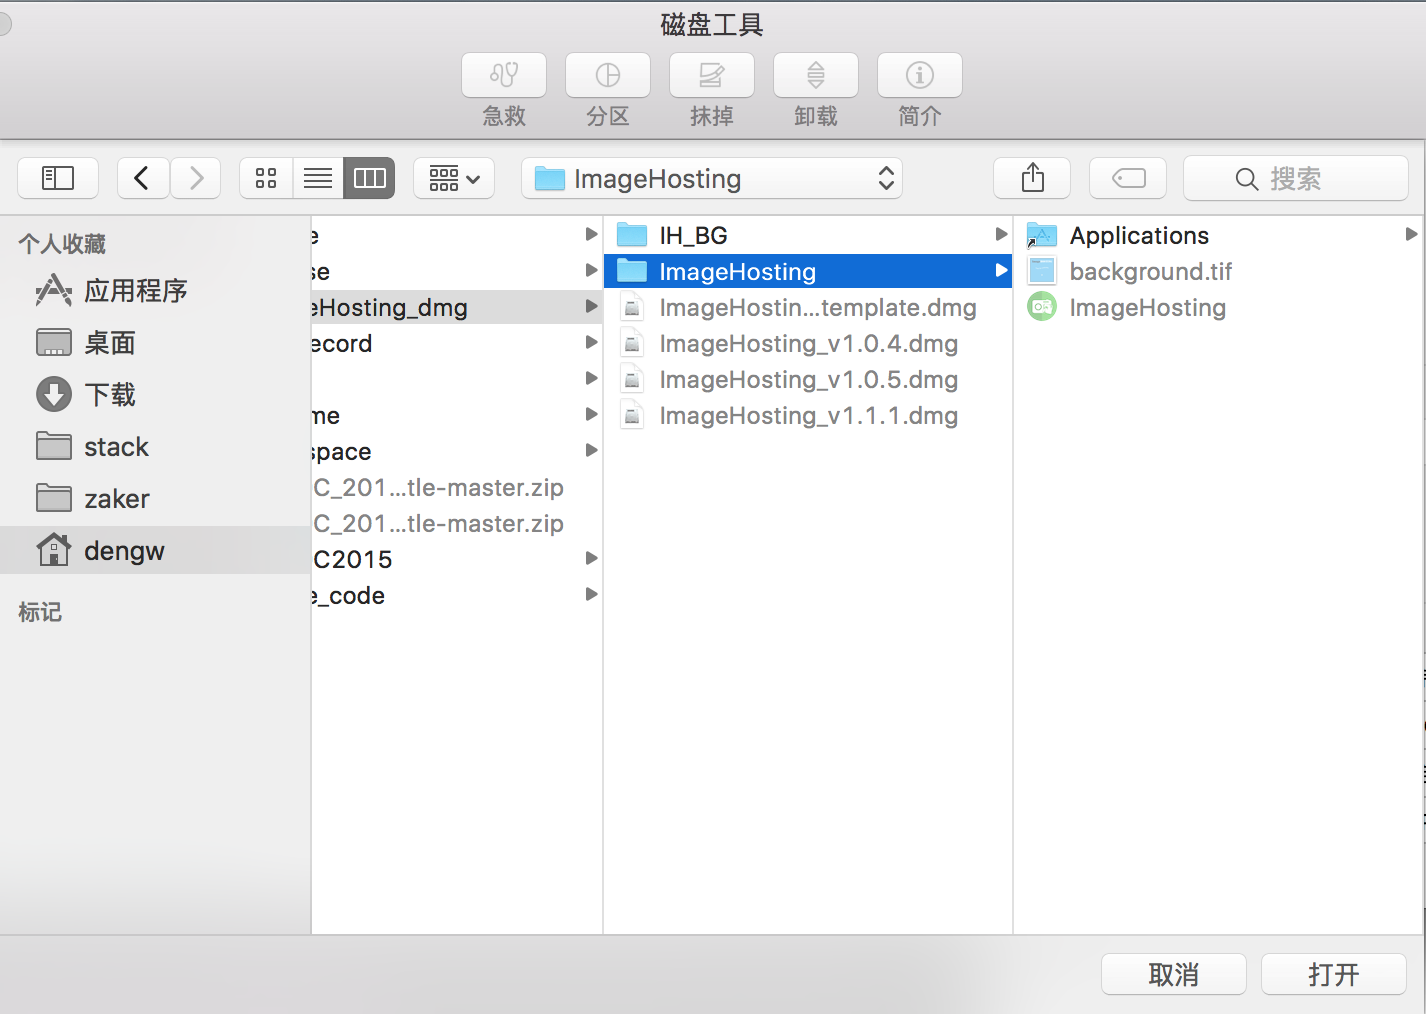 磁盘工具
急救 分区 抹掉 卸载 简介
ImageHosting 搜索
个人收藏
应用程序
桌面
下载
stack
zaker
dengw
标记
e
se
eHosting_dmg
ecord
me
space
C_201...tle-master.zip
C_201...tle-master.zip
C2015
e_code
IH_BG
ImageHosting
ImageHostin...template.dmg
ImageHosting_v1.0.4.dmg
ImageHosting_v1.0.5.dmg
ImageHosting_v1.1.1.dmg
Applications
background.tif
ImageHosting
取消 打开